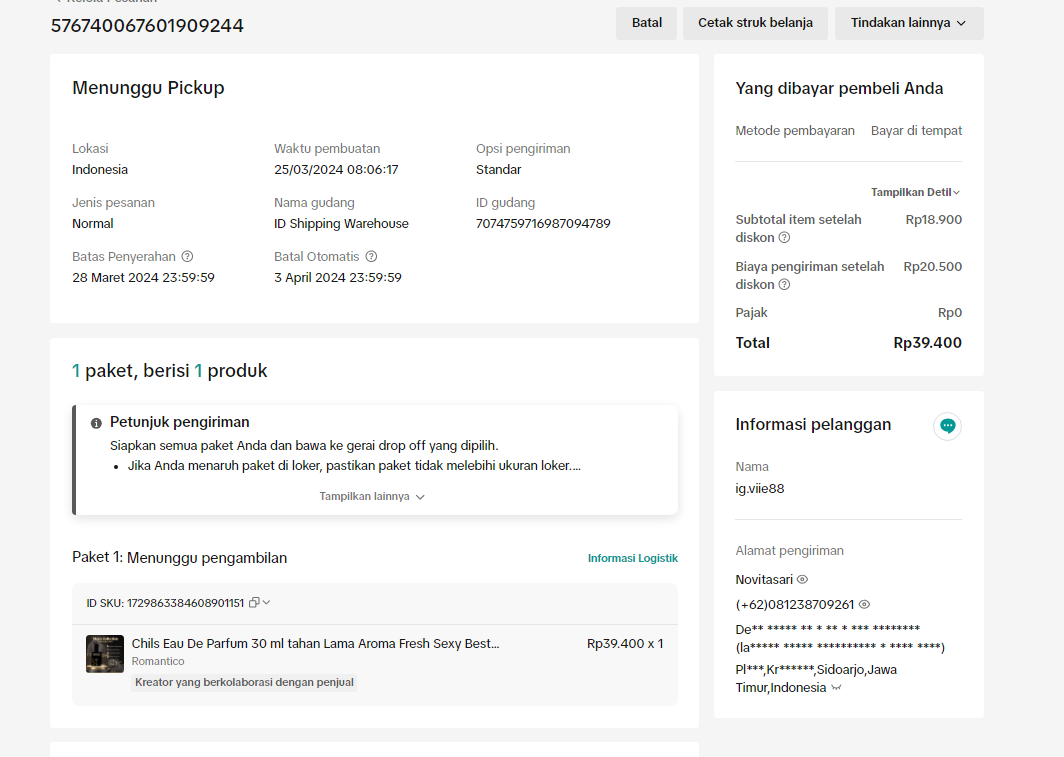 576740067601909244
Batal
Cetak struk belanja
Tindakan lainnya
Menunggu Pickup
Lokasi
Indonesia
Waktu pembuatan
25/03/2024 08:06:17
Opsi pengiriman
Standar
Jenis pesanan
Normal
Nama gudang
ID Shipping Warehouse
ID gudang
7074759716987094789
Batas Penyerahan
28 Maret 2024 23:59:59
Batal Otomatis
3 April 2024 23:59:59
1 paket, berisi 1 produk
Petunjuk pengiriman
Siapkan semua paket Anda dan bawa ke gerai drop off yang dipilih.
• Jika Anda menaruh paket di loker, pastikan paket tidak melebihi ukuran loker....
Tampilkan lainnya
Paket 1: Menunggu pengambilan
Informasi Logistik
ID SKU: 1729863384608901151
Chils Eau De Parfum 30 ml tahan Lama Aroma Fresh Sexy Best...
Rp39.400 x 1
Romantico
Kreator yang berkolaborasi dengan penjual
Yang dibayar pembeli Anda
Metode pembayaran
Bayar di tempat
Tampilkan Detil
Subtotal item setelah
diskon
Rp18.900
Biaya pengiriman setelah
diskon
Rp20.500
Pajak
Rp0
Total
Rp39.400
Informasi pelanggan
Nama
ig.viie88
Alamat pengiriman
Novitasari
(+62)081238709261
De** ***** ** * ** * *** ********
(la***** ***** ********** * **** ****)
Pl***,Kr******,Sidoarjo,Jawa
Timur,Indonesia